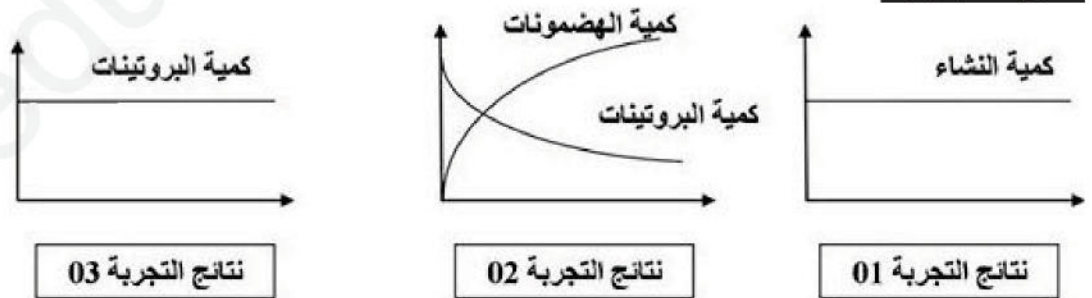 كمية النشاء
نتائج التجربة 01
كمية الهضمونات
كمية البروتينات
نتائج التجربة 02
كمية البروتينات
نتائج التجربة 03